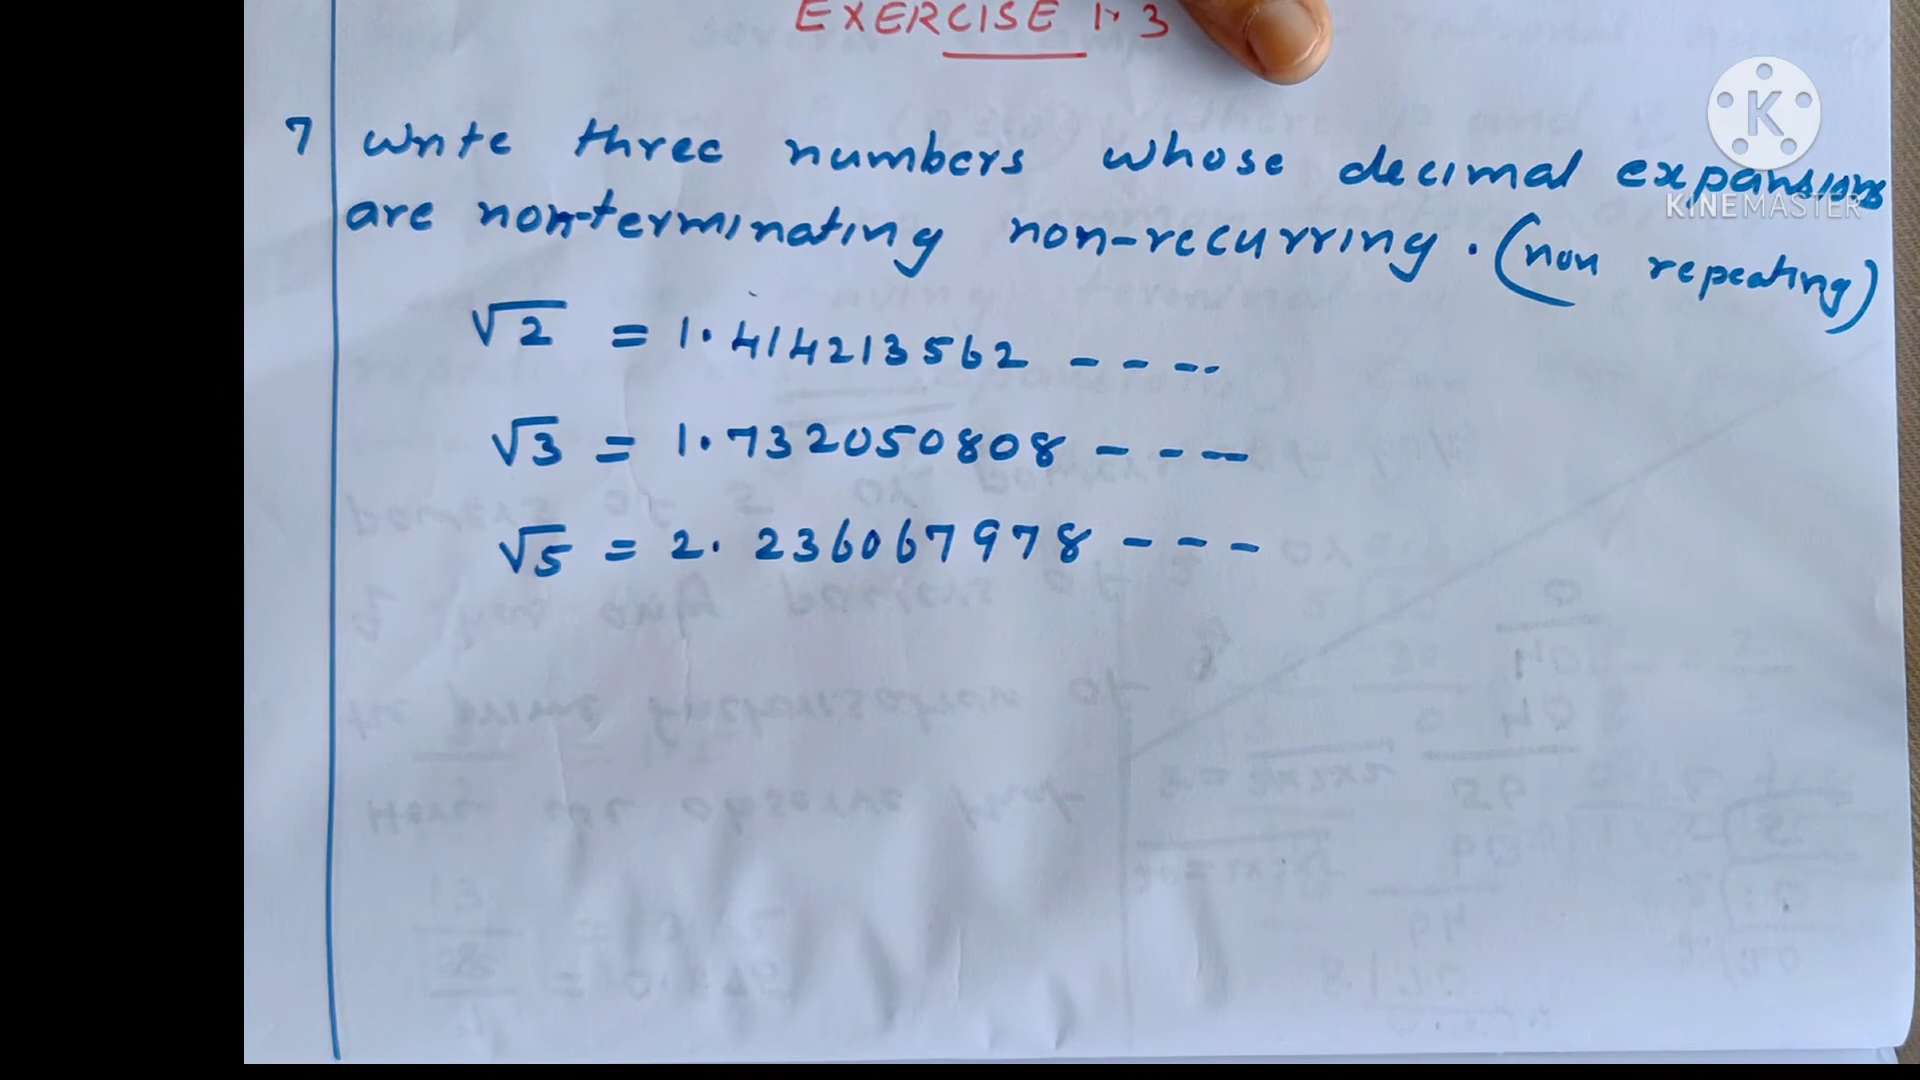 EXERCISE 1.3
7 Write three numbers whose decimal expansions
are non-terminating non-recurring. (non repeating)
√2 = 1.414213562 ----
√3 = 1.732050808 ---
√5 = 2.236067978 ---
K
KINEMASTER